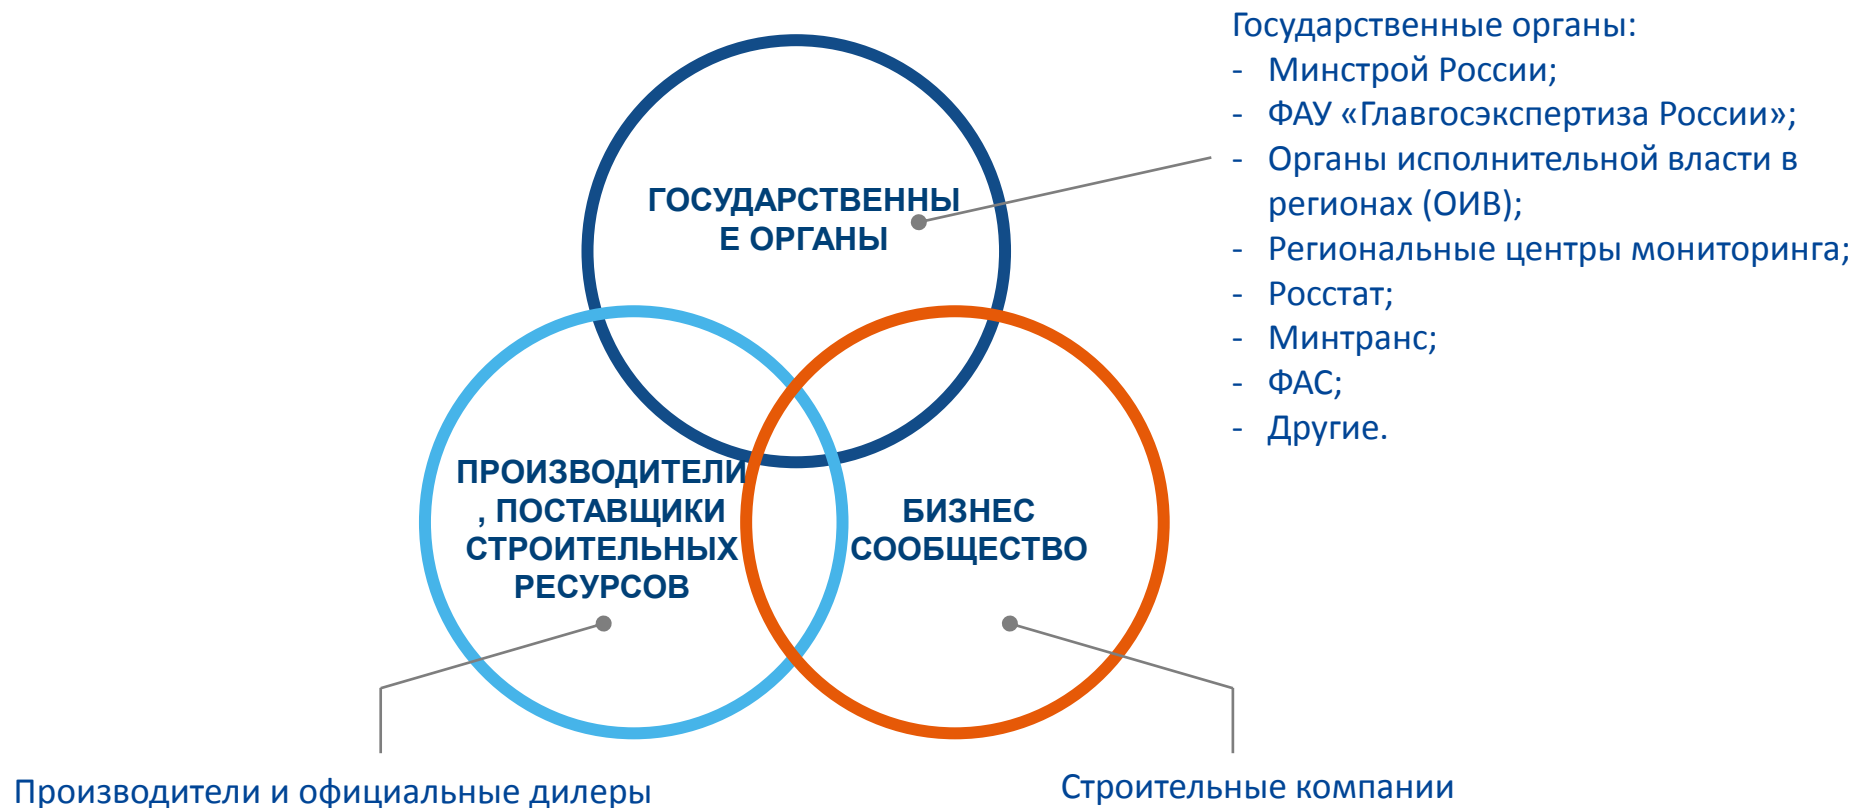 Государственные органы:
- Минстрой России;
- ФАУ «Главгосэкспертиза России»;
- Органы исполнительной власти в
регионах (ОИВ);
- Региональные центры мониторинга;
- Росстат;
- Минтранс;
- ФАС;
- Другие.
ГОСУДАРСТВЕННЫ
Е ОРГАНЫ
ПРОИЗВОДИТЕЛИ
, ПОСТАВЩИКИ
СТРОИТЕЛЬНЫХ
РЕСУРСОВ
БИЗНЕС
СООБЩЕСТВО
Производители и официальные дилеры
Строительные компании